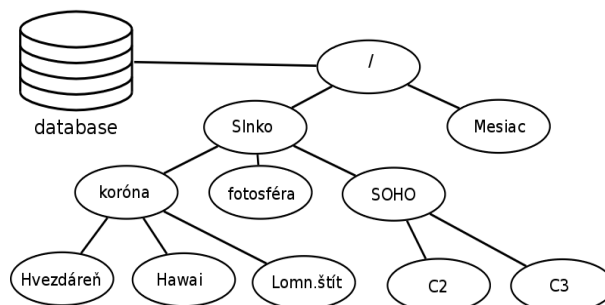 /
database
Slnko
Mesiac
koróna
fotosféra
SOHO
Hvezdáreň
Hawai
Lomn.štít
C2
C3